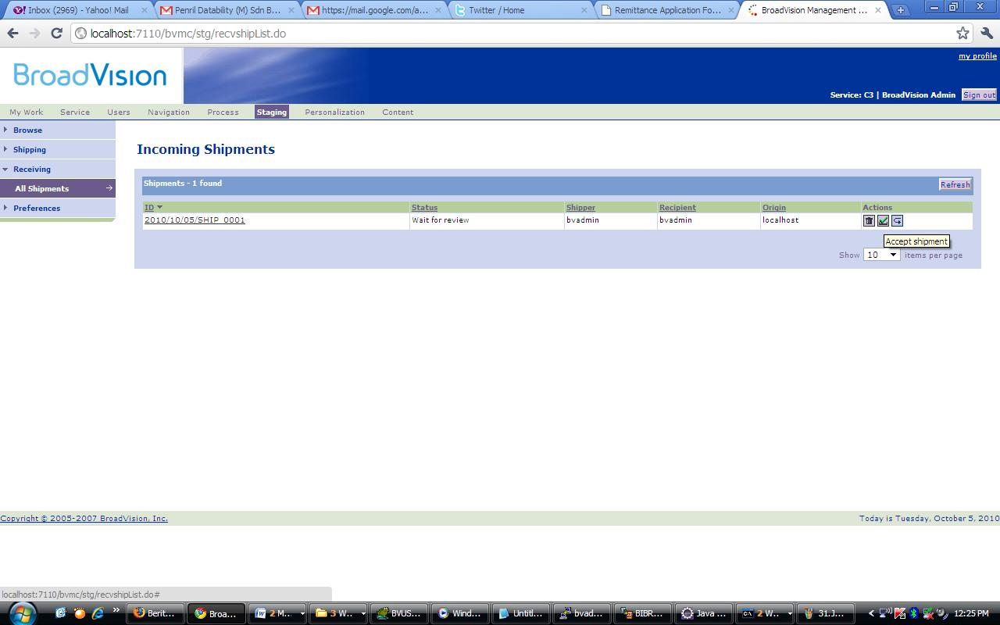 Inbox (2969) - Yahoo! Mail
Penril Datability (M) Sdn B...
https://mail.google.com/a...
Twitter / Home
Remittance Application Fo...
BroadVision Management ...
localhost:7110/bvmc/stg/recvshipList.do
BroadVision
my profile
Service: C3 | BroadVision Admin
Sign out
My Work
Service
Users
Navigation
Process
Staging
Personalization
Content
Browse
Shipping
Receiving
All Shipments
Preferences
Incoming Shipments
Shipments - 1 found
Refresh
ID
Status
Shipper
Recipient
Origin
Actions
2010/10/05/SHIP_0001
Wait for review
bvadmin
bvadmin
localhost
Accept shipment
Show 10 items per page
Copyright © 2005-2007 BroadVision, Inc.
Today is Tuesday, October 5, 2010
localhost:7110/bvmc/stg/recvshipList.do#
Berit...
Broa...
2 M...
3 W...
BVUS...
Wind...
Untitl...
bvad...
BIBR...
Java ...
2 W...
31.J...
12:25 PM